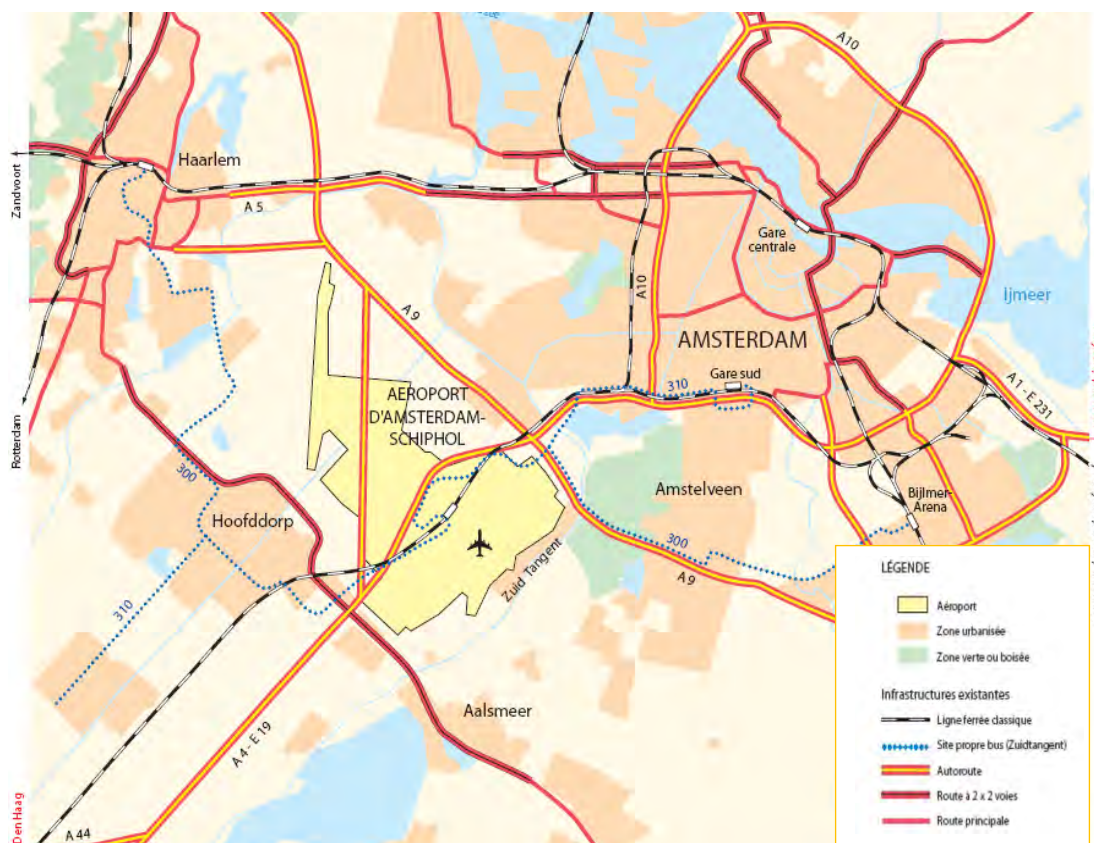 A10
Haarlem
Zandvoort
A 5
Gare
centrale
Ijmeer
A10
A 9
AMSTERDAM
Gare sud
310
A 1 - E 231
AÉROPORT
D'AMSTERDAM-
SCHIPHOL
Rotterdam
300
Amstelveen
Bijlmer-
Arena
Hoofddorp
300
Zuid Tangent
A 9
310
Aalsmeer
A 4 - E 19
Den Haag
A 44
LÉGENDE
Aéroport
Zone urbanisée
Zone verte ou boisée
Infrastructures existantes
Ligne ferrée classique
Site propre bus (Zuidtangent)
Autoroute
Route à 2 x 2 voies
Route principale